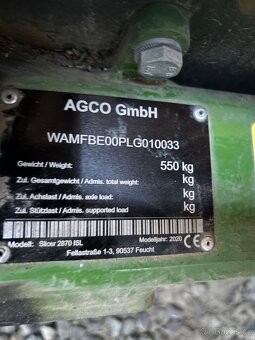 AGCO GmbH
WAMFBE00PLG010033
Gewicht / Weight: 550 kg
Zul. Gesamtgewicht / Admis. total weight: kg
Zul. Achslast / Admis. axle load: kg
Zul. Stützlast / Admis. supported load kg
Modell: Slicer 2870 ISL Modelljahr: 2020 CE
Fellastraße 1-3, 90537 Feucht